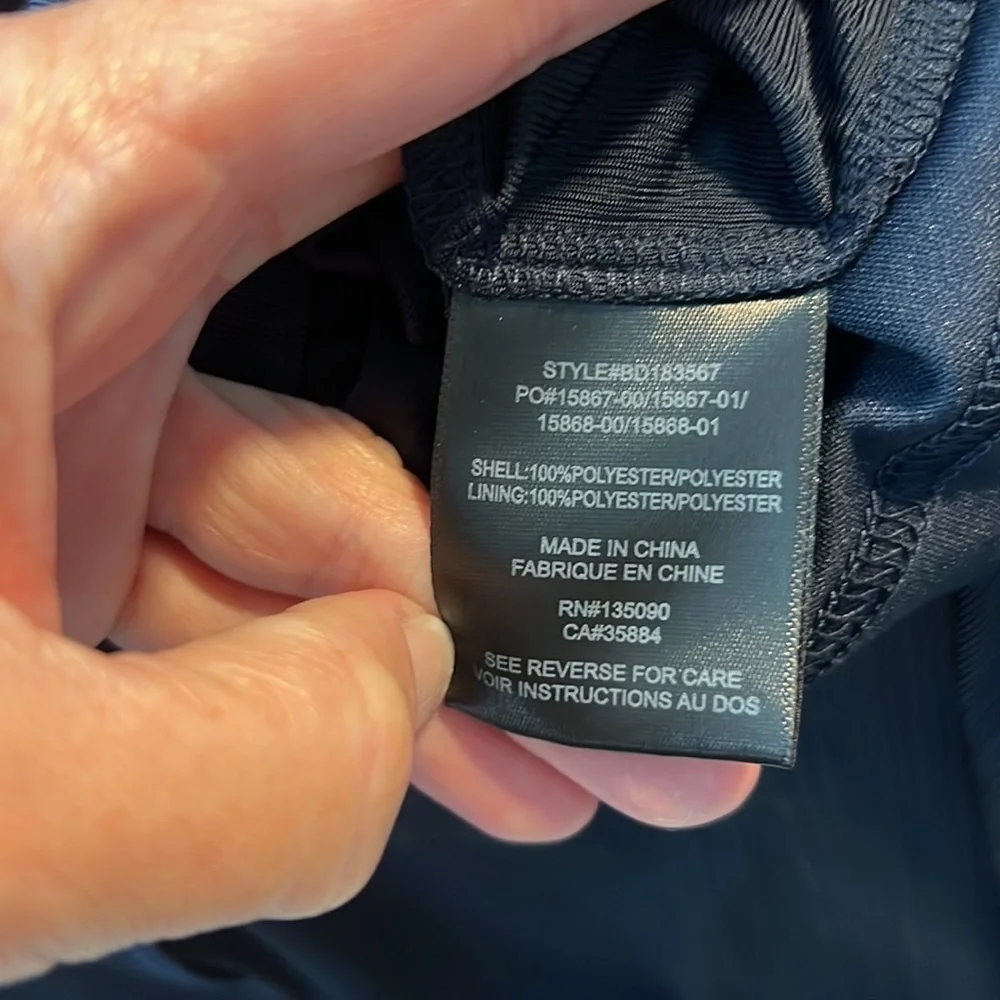 STYLE#BD183567
PO#15867-00/15867-01/
15868-00/15868-01
SHELL:100%POLYESTER/POLYESTER
LINING:100%POLYESTER/POLYESTER
MADE IN CHINA
FABRIQUE EN CHINE
RN#135090
CA#35884
SEE REVERSE FOR CARE
VOIR INSTRUCTIONS AU DOS